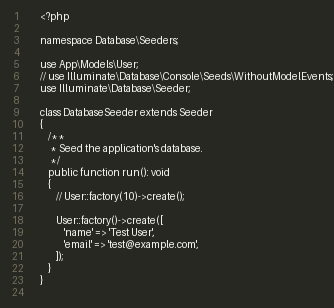 1 <?php
2
3 namespace Database\Seeders;
4
5 use App\Models\User;
6 // use Illuminate\Database\Console\Seeds\WithoutModelEvents;
7 use Illuminate\Database\Seeder;
8
9 class DatabaseSeeder extends Seeder
10 {
11 /**
12 * Seed the application's database.
13 */
14 public function run(): void
15 {
16 // User::factory(10)->create();
17
18 User::factory()->create([
19 'name' => 'Test User',
20 'email' => 'test@example.com',
21 ]);
22 }
23 }
24